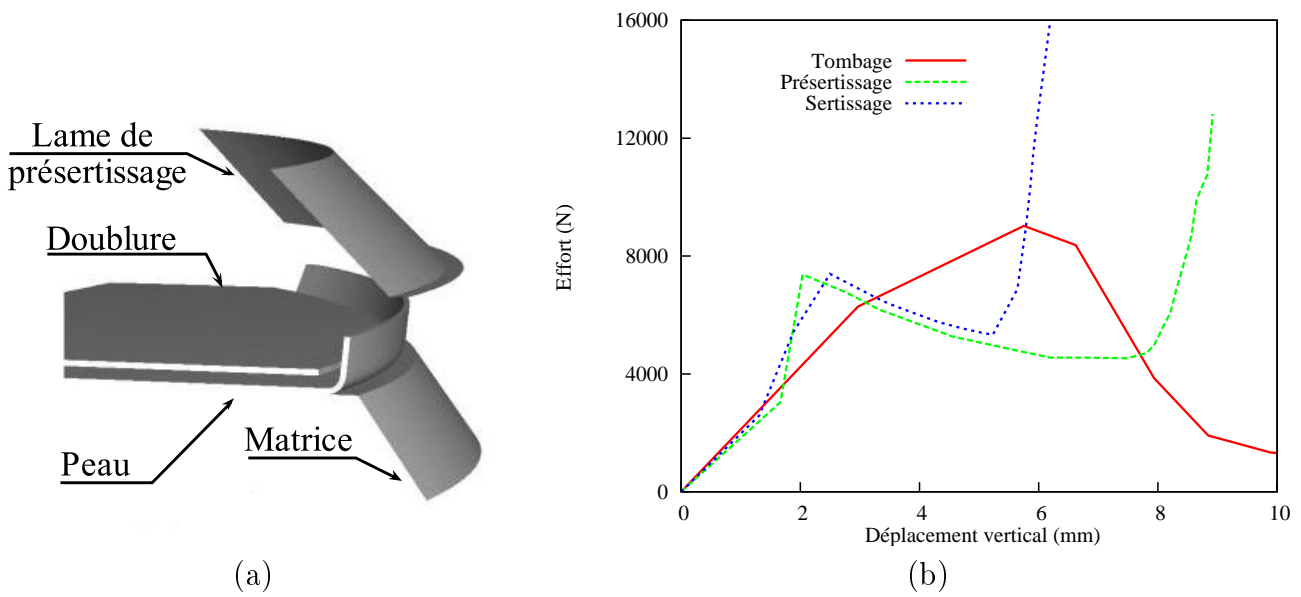 Lame de
présertissage
Doublure
Peau
Matrice
(a)
16000
12000
8000
4000
0
Effort (N)
Tombage
Présertissage
Sertissage
0 2 4 6 8 10
Déplacement vertical (mm)
(b)